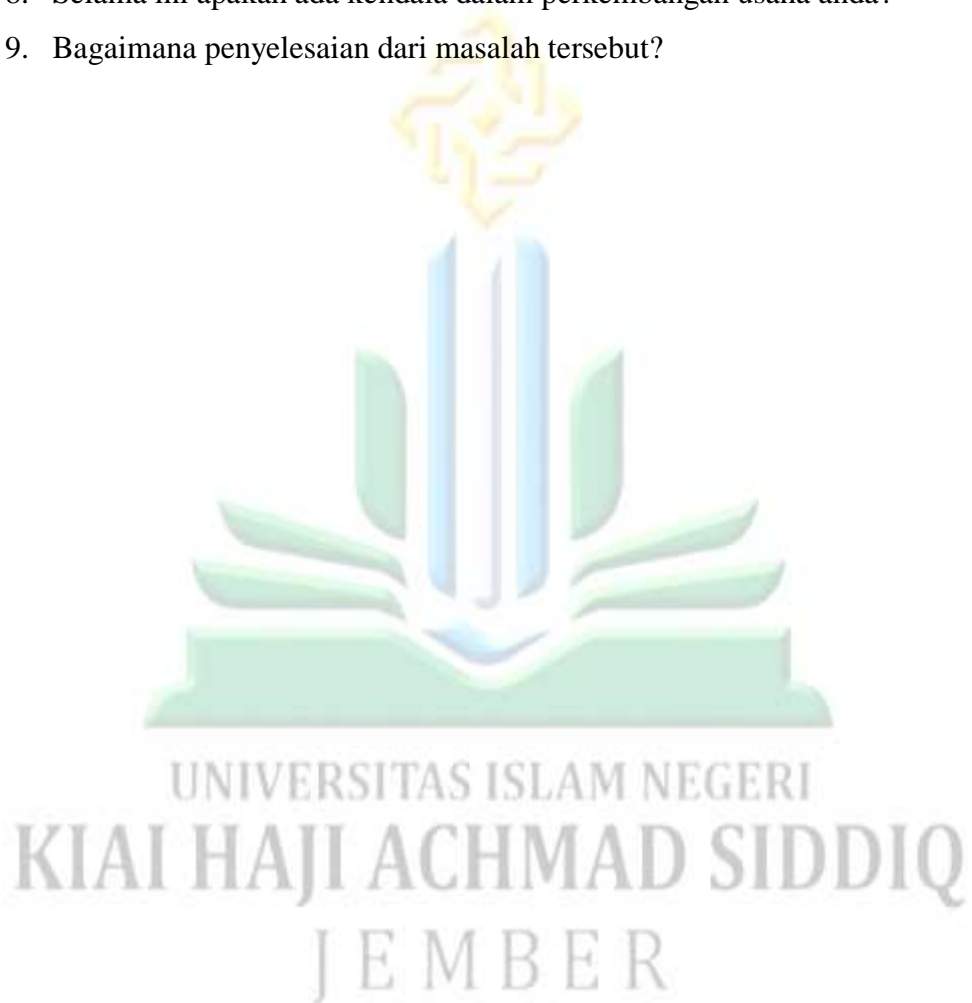 8. Selama ini apakah ada kendala dalam perkembangan usaha anda?
9. Bagaimana penyelesaian dari masalah tersebut?
UNIVERSITAS ISLAM NEGERI
KIAI HAJI ACHMAD SIDDIQ
JEMBER